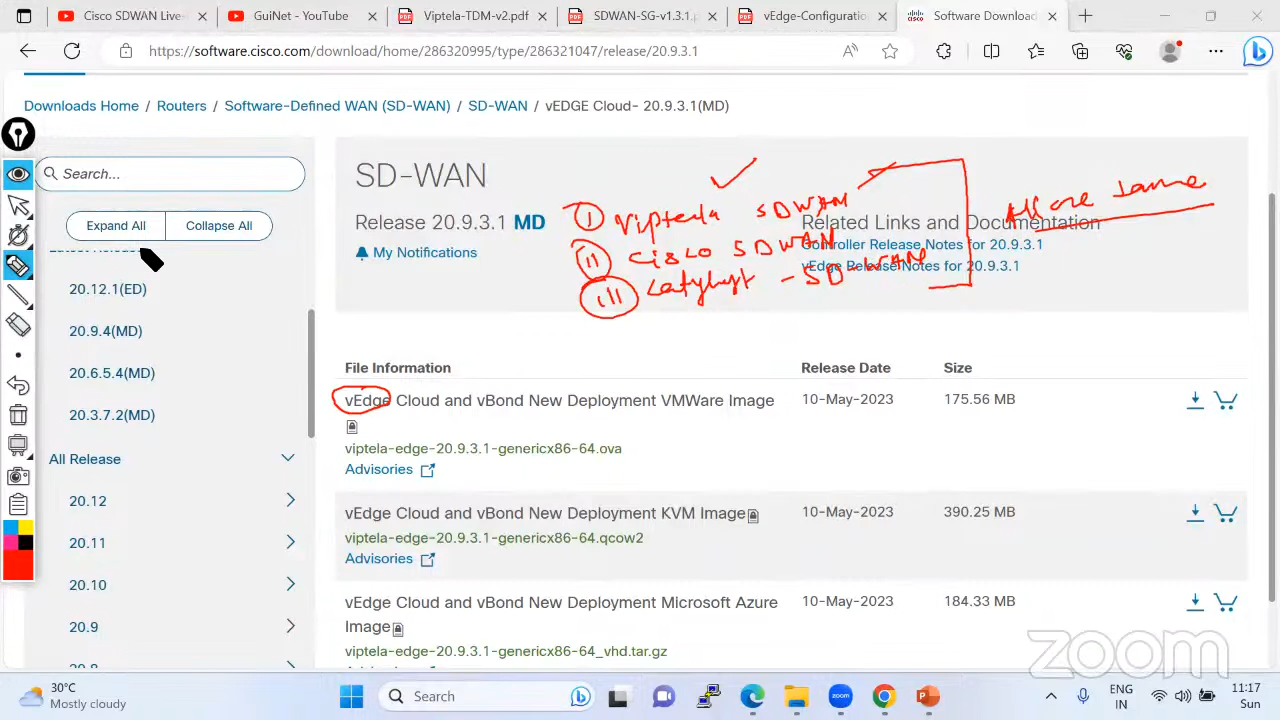 Cisco SDWAN Live-c
GuiNet - YouTube
Viptela-TDM_v2.pdf
SDWAN-SG-v1.3.1.p
vEdge-Configuratio
Software Download
https://software.cisco.com/download/home/286320995/type/286321047/release/20.9.3.1
Downloads Home / Routers / Software-Defined WAN (SD-WAN) / SD-WAN / vEDGE Cloud- 20.9.3.1(MD)
Search...
Expand All
Collapse All
20.12.1(ED)
20.9.4(MD)
20.6.5.4(MD)
20.3.7.2(MD)
All Release
20.12
20.11
20.10
20.9
20.8
SD-WAN
Release 20.9.3.1 MD
My Notifications
Related Links and Documentation
Controller Release Notes for 20.9.3.1
vEdge Release Notes for 20.9.3.1
I Viptela SDWAN
II Cisco SDWAN
III Catylyst - SD-WAN
All are same
File Information
Release Date
Size
vEdge Cloud and vBond New Deployment VMWare Image
10-May-2023
175.56 MB
viptela-edge-20.9.3.1-genericx86-64.ova
Advisories
vEdge Cloud and vBond New Deployment KVM Image
10-May-2023
390.25 MB
viptela-edge-20.9.3.1-genericx86-64.qcow2
Advisories
vEdge Cloud and vBond New Deployment Microsoft Azure
Image
10-May-2023
184.33 MB
viptela-edge-20.9.3.1-genericx86-64_vhd.tar.gz
zoom
30°C
Mostly cloudy
Search
zoom
ENG
IN
11:17
Sun